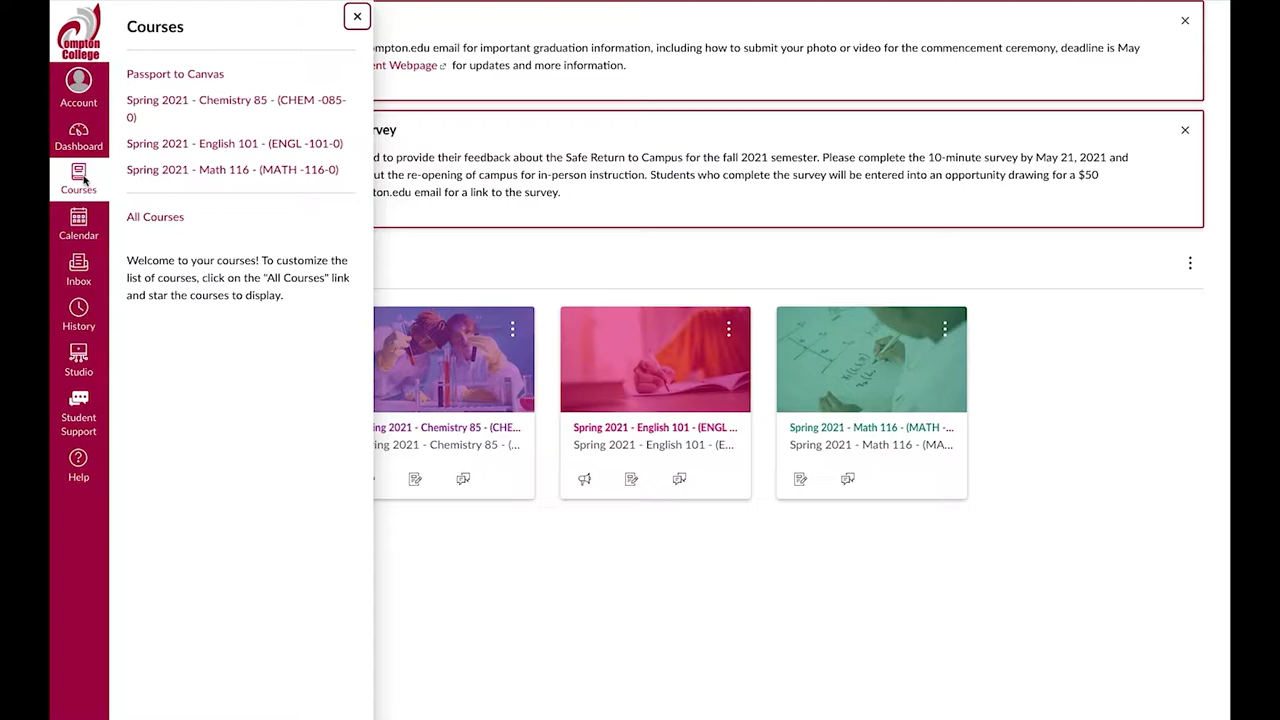 ompton
College
Account
Dashboard
Courses
Calendar
Inbox
History
Studio
Student
Support
Help
Courses
Passport to Canvas
Spring 2021 - Chemistry 85 - (CHEM -085-
0)
Spring 2021 - English 101 - (ENGL -101-0)
Spring 2021 - Math 116 - (MATH -116-0)
All Courses
Welcome to your courses! To customize the
list of courses, click on the "All Courses" link
and star the courses to display.
ompton.edu email for important graduation information, including how to submit your photo or video for the commencement ceremony, deadline is May
ent Webpage for updates and more information.
rvey
d to provide their feedback about the Safe Return to Campus for the fall 2021 semester. Please complete the 10-minute survey by May 21, 2021 and
ut the re-opening of campus for in-person instruction. Students who complete the survey will be entered into an opportunity drawing for a $50
ton.edu email for a link to the survey.
ing 2021 - Chemistry 85 - (CHE...
ing 2021 - Chemistry 85 - (...
Spring 2021 - English 101 - (ENGL ...
Spring 2021 - English 101 - (E...
Spring 2021 - Math 116 - (MATH -...
Spring 2021 - Math 116 - (MA...